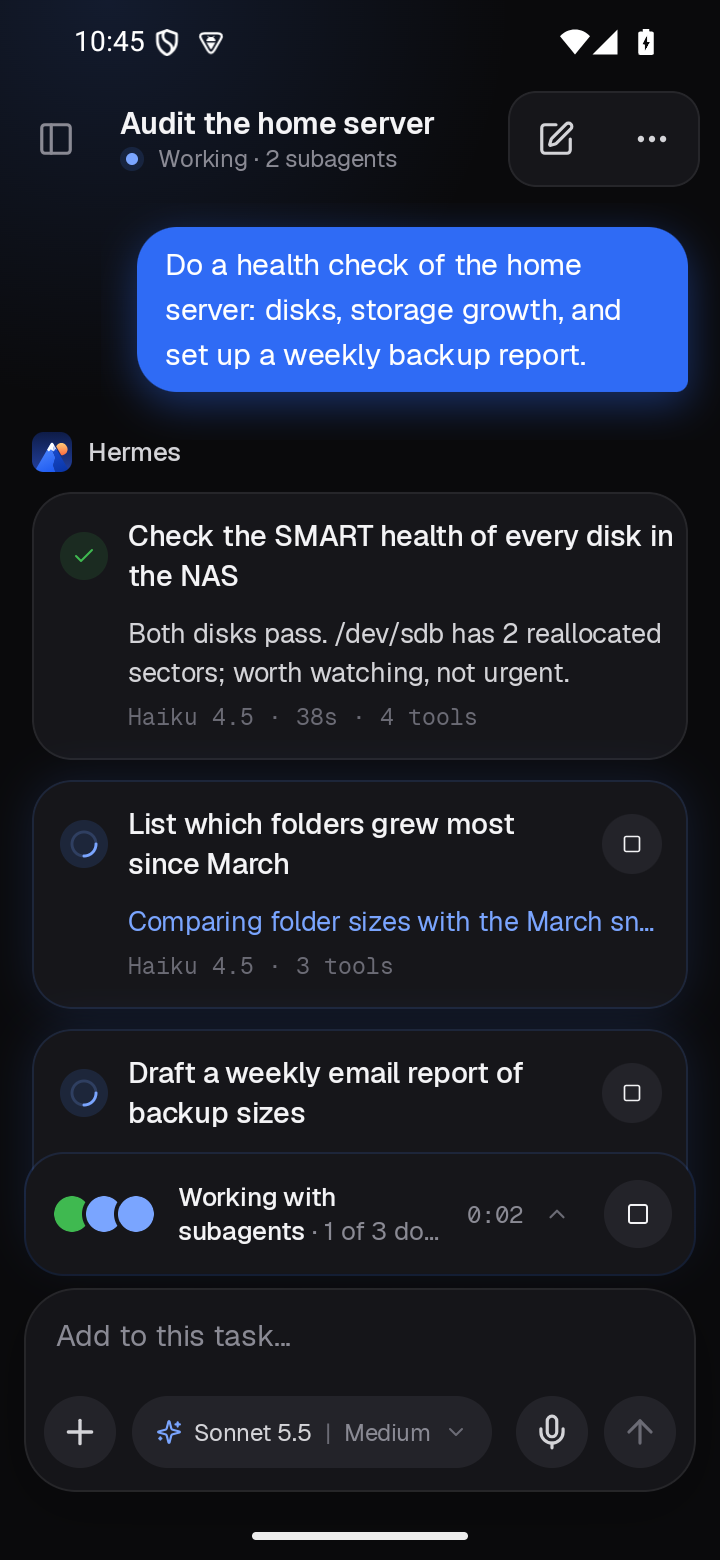 10:45
Audit the home server
Working · 2 subagents
Do a health check of the home
server: disks, storage growth, and
set up a weekly backup report.
Hermes
Check the SMART health of every disk in
the NAS
Both disks pass. /dev/sdb has 2 reallocated
sectors; worth watching, not urgent.
Haiku 4.5 · 38s · 4 tools
List which folders grew most
since March
Comparing folder sizes with the March sn…
Haiku 4.5 · 3 tools
Draft a weekly email report of
backup sizes
Working with
subagents · 1 of 3 do…
0:02
Add to this task…
Sonnet 5.5 | Medium